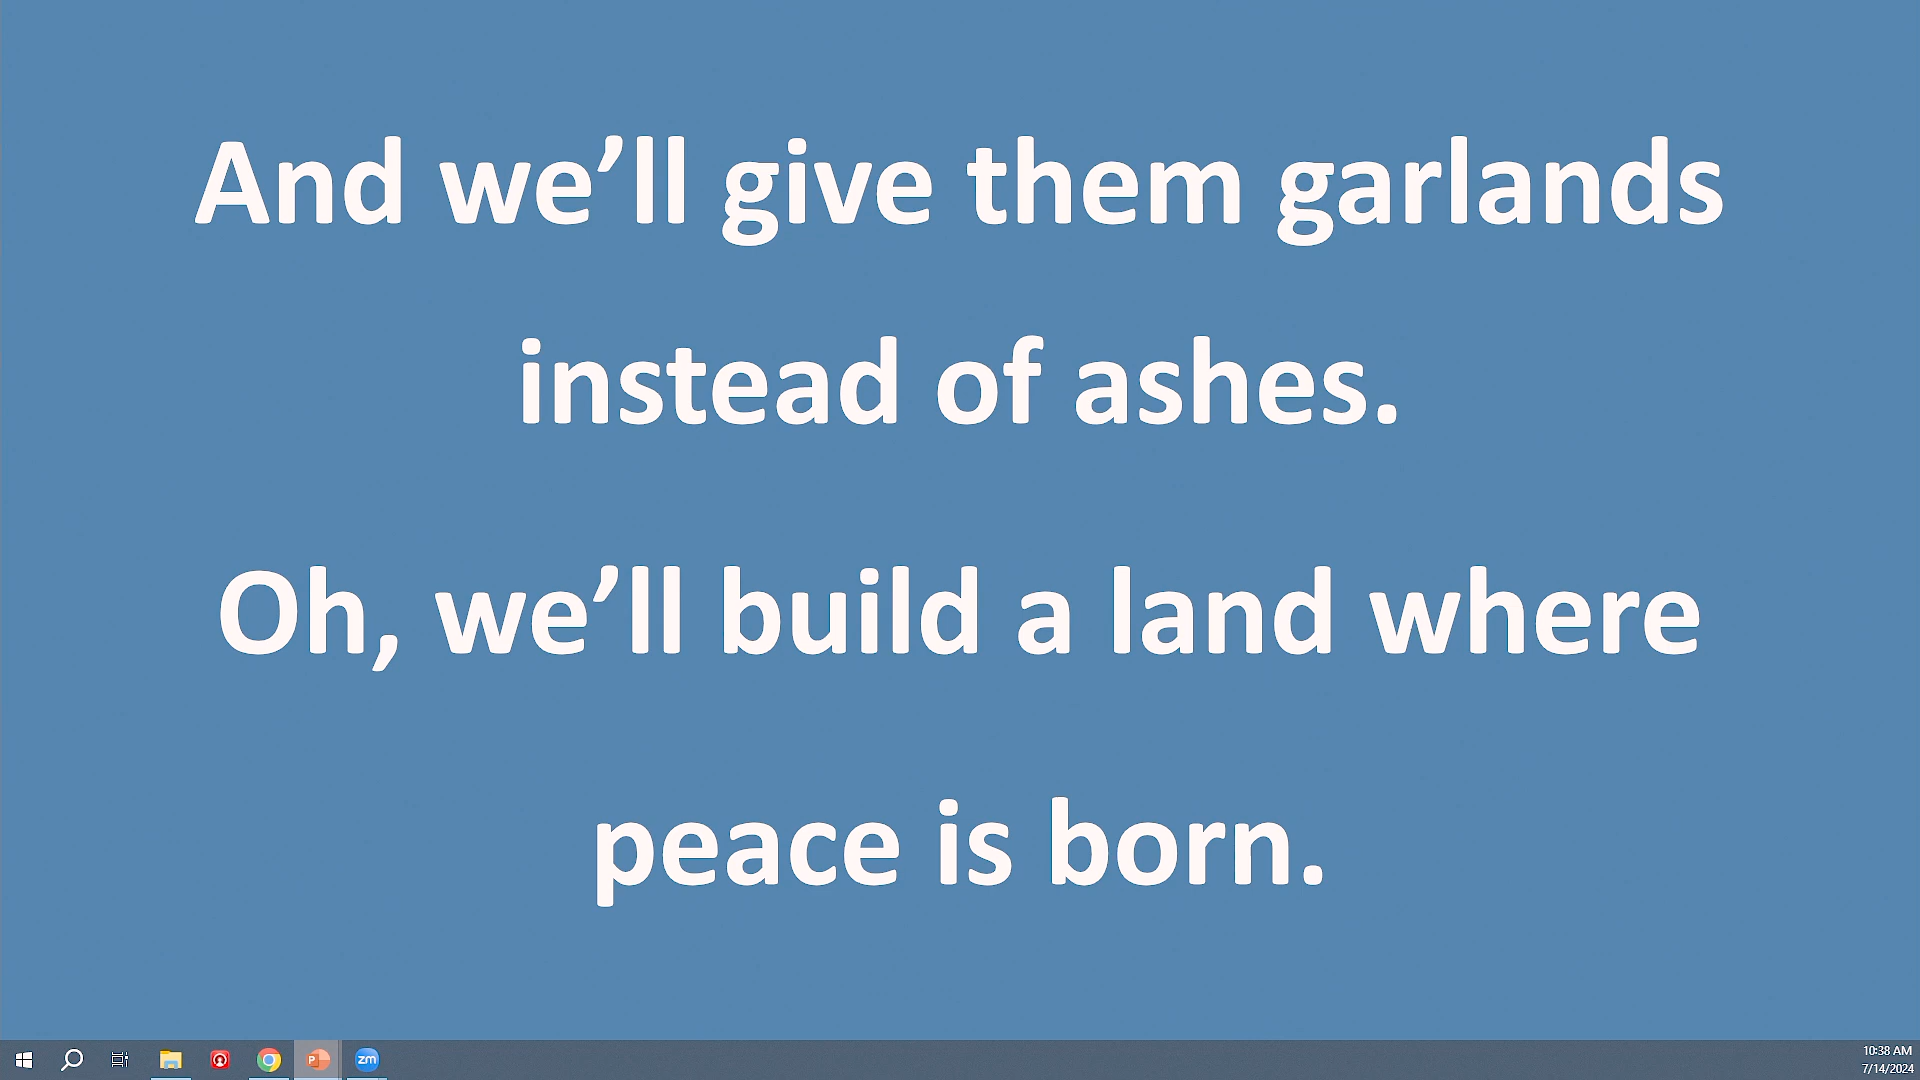 And we’ll give them garlands
instead of ashes.
Oh, we’ll build a land where
peace is born.
P
zm
10:38 AM
7/14/2024